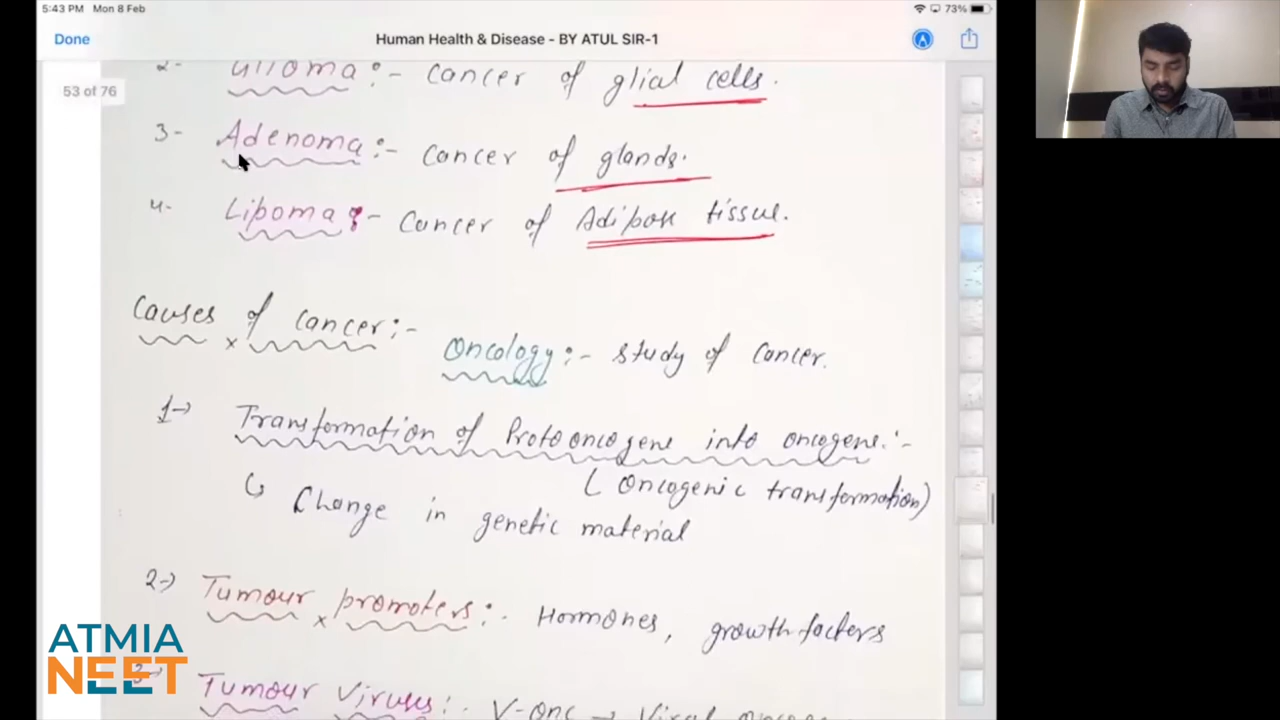 5:43 PM Mon 8 Feb
73%
Done
Human Health & Disease - BY ATUL SIR-1
53 of 76
2- Glioma :- Cancer of glial cells.
3- Adenoma :- Cancer of glands.
4- Lipoma :- Cancer of Adipose tissue.
Causes of Cancer :-
Oncology :- study of Cancer.
1→ Transformation of Protooncogene into oncogene :-
(Oncogenic transformation)
↳ Change in genetic material
2→) Tumour promoters :- Hormones, growth factors
3→ Tumour Viruses :- V-onc → Viral
ATMIA
NEET